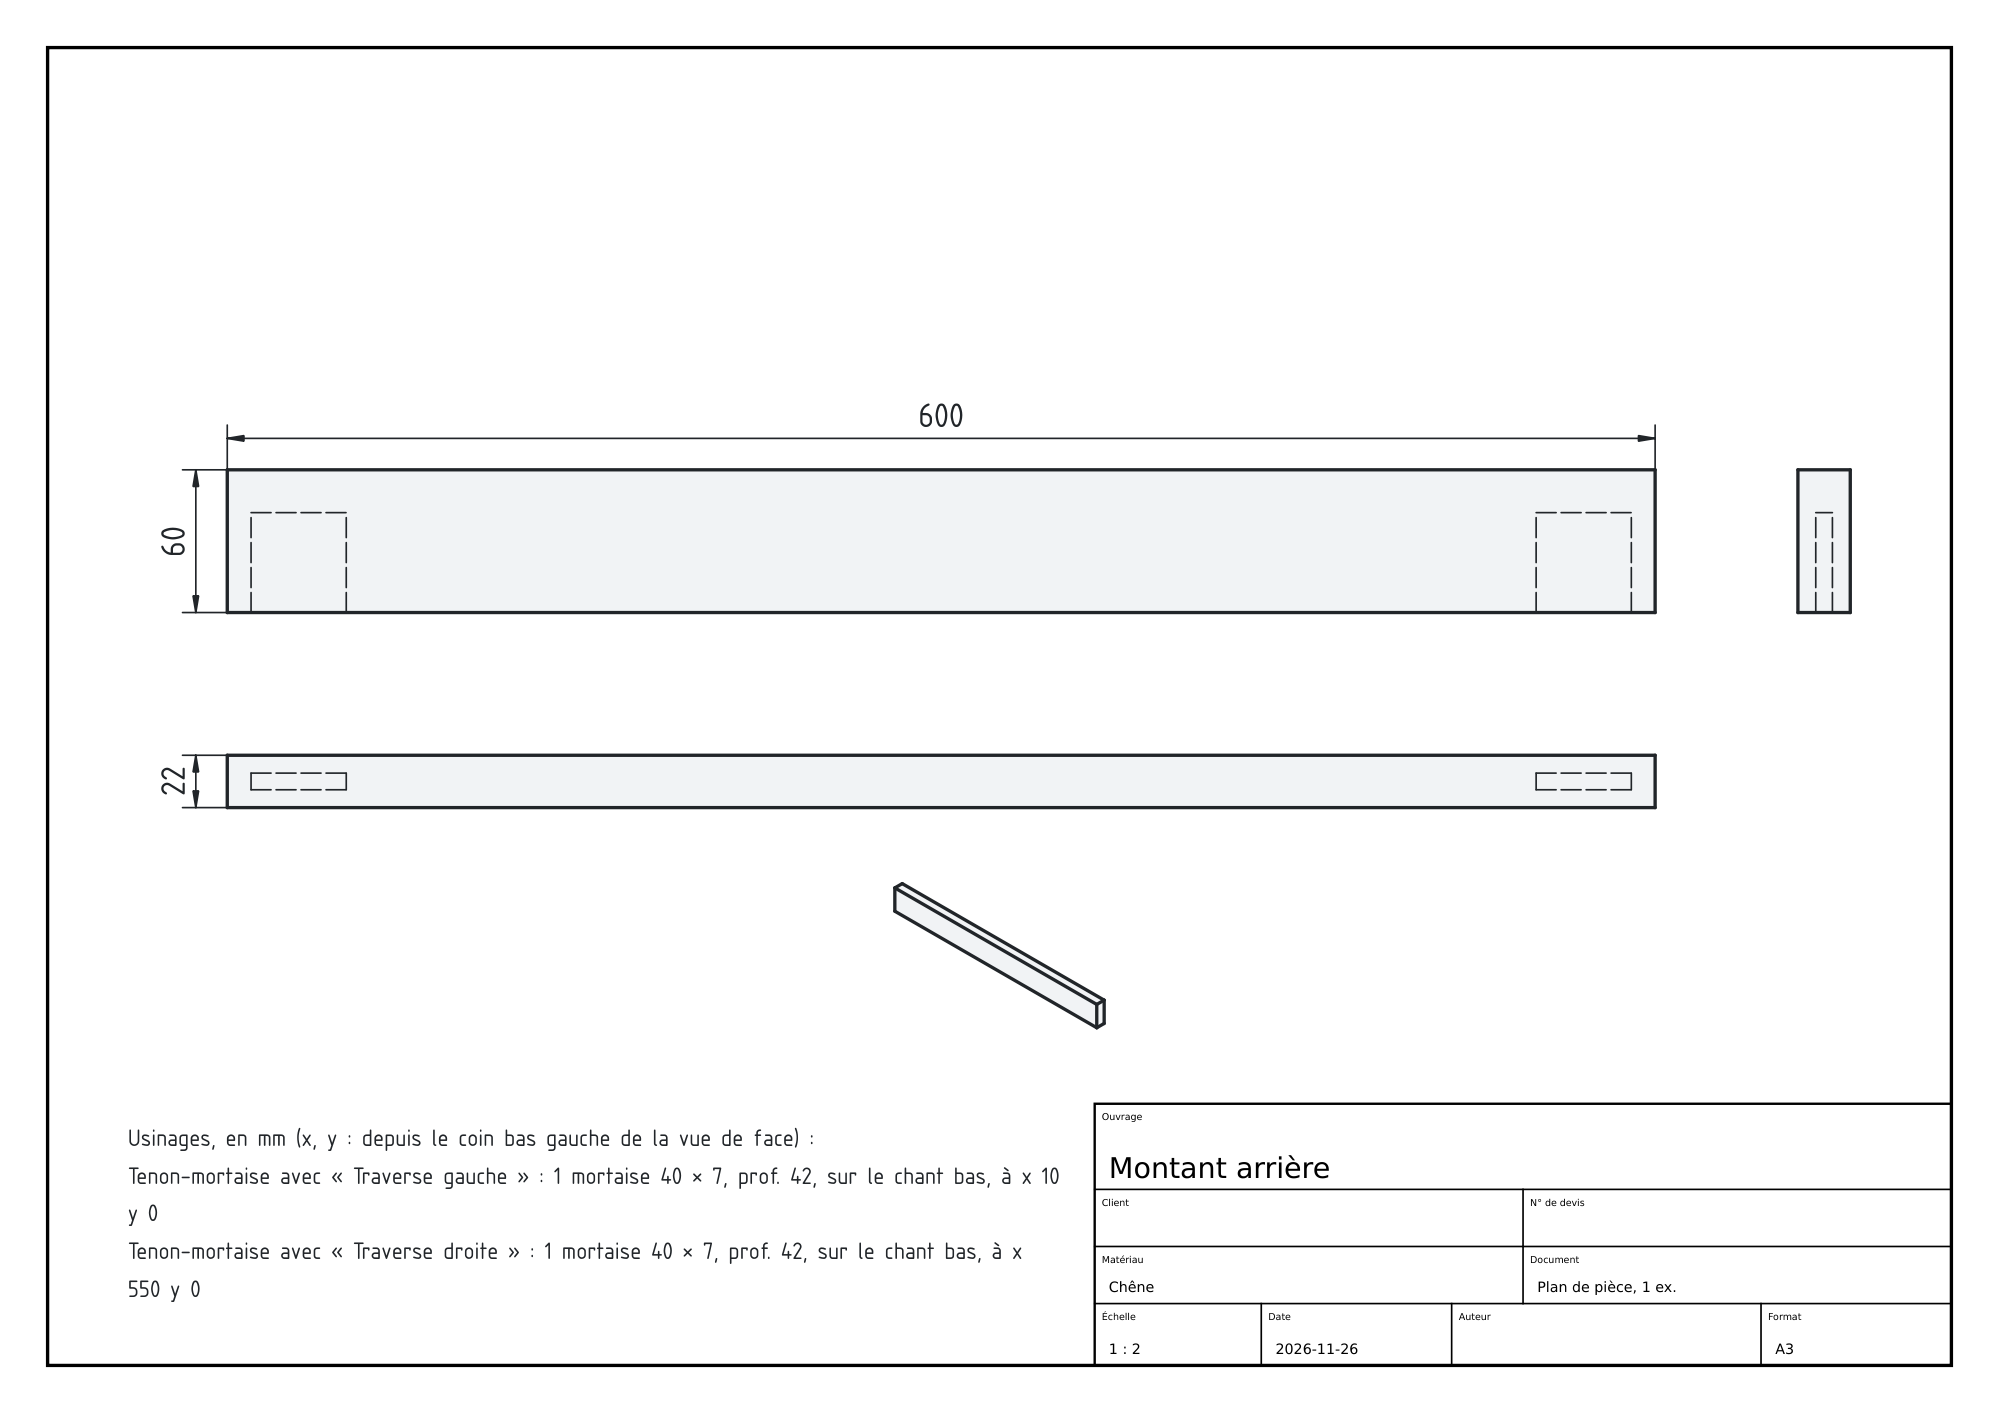 600
60
22
Usinages, en mm (x, y : depuis le coin bas gauche de la vue de face) :
Tenon-mortaise avec « Traverse gauche » : 1 mortaise 40 × 7, prof. 42, sur le chant bas, à x 10
y 0
Tenon-mortaise avec « Traverse droite » : 1 mortaise 40 × 7, prof. 42, sur le chant bas, à x
550 y 0
Ouvrage
Montant arrière
Client
N° de devis
Matériau
Chêne
Document
Plan de pièce, 1 ex.
Échelle
1 : 2
Date
2026-11-26
Auteur
Format
A3